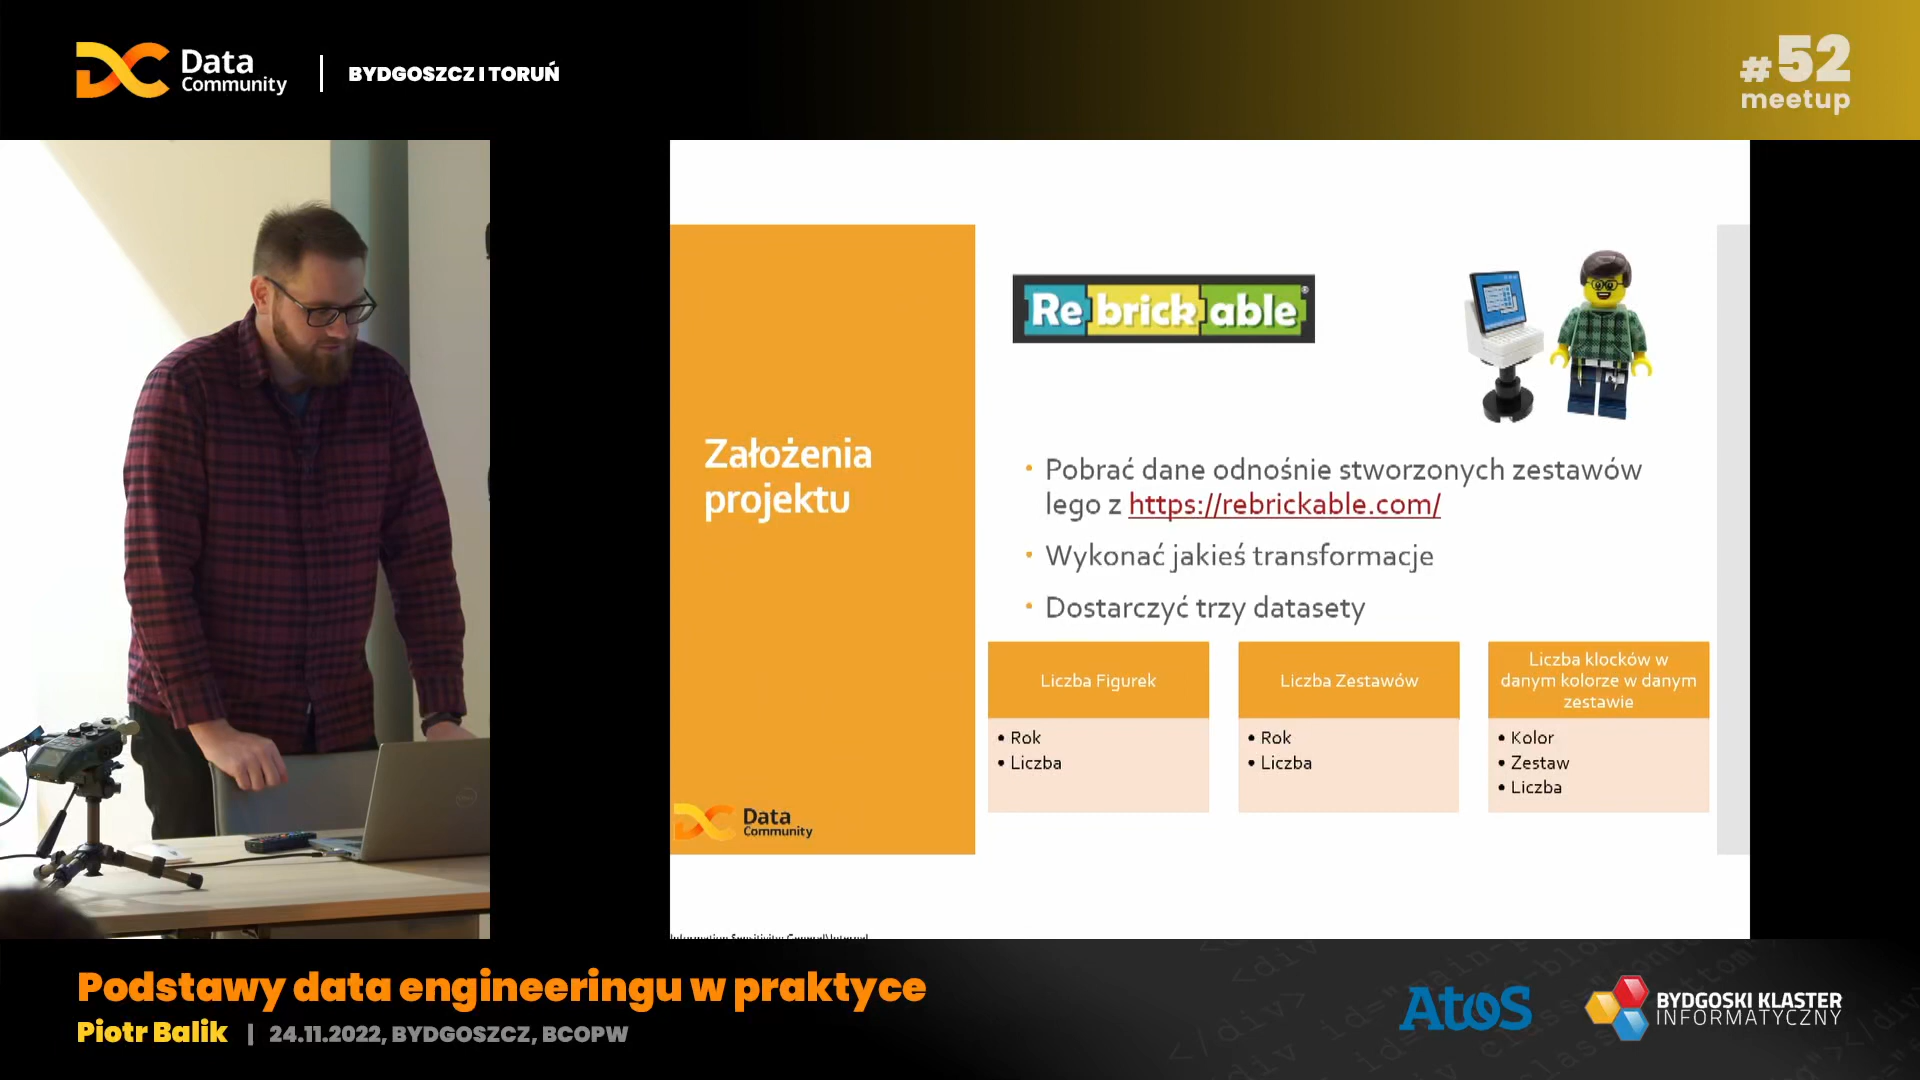 Data
Community
BYDGOSZCZ I TORUŃ
#52
meetup
Re brick able
Założenia
projektu
• Pobrać dane odnośnie stworzonych zestawów
lego z https://rebrickable.com/
• Wykonać jakieś transformacje
• Dostarczyć trzy datasety
Liczba Figurek
• Rok
• Liczba
Liczba Zestawów
• Rok
• Liczba
Liczba klocków w
danym kolorze w danym
zestawie
• Kolor
• Zestaw
• Liczba
Data
Community
Podstawy data engineeringu w praktyce
Piotr Balik | 24.11.2022, BYDGOSZCZ, BCOPW
Atos
BYDGOSKI KLASTER
INFORMATYCZNY